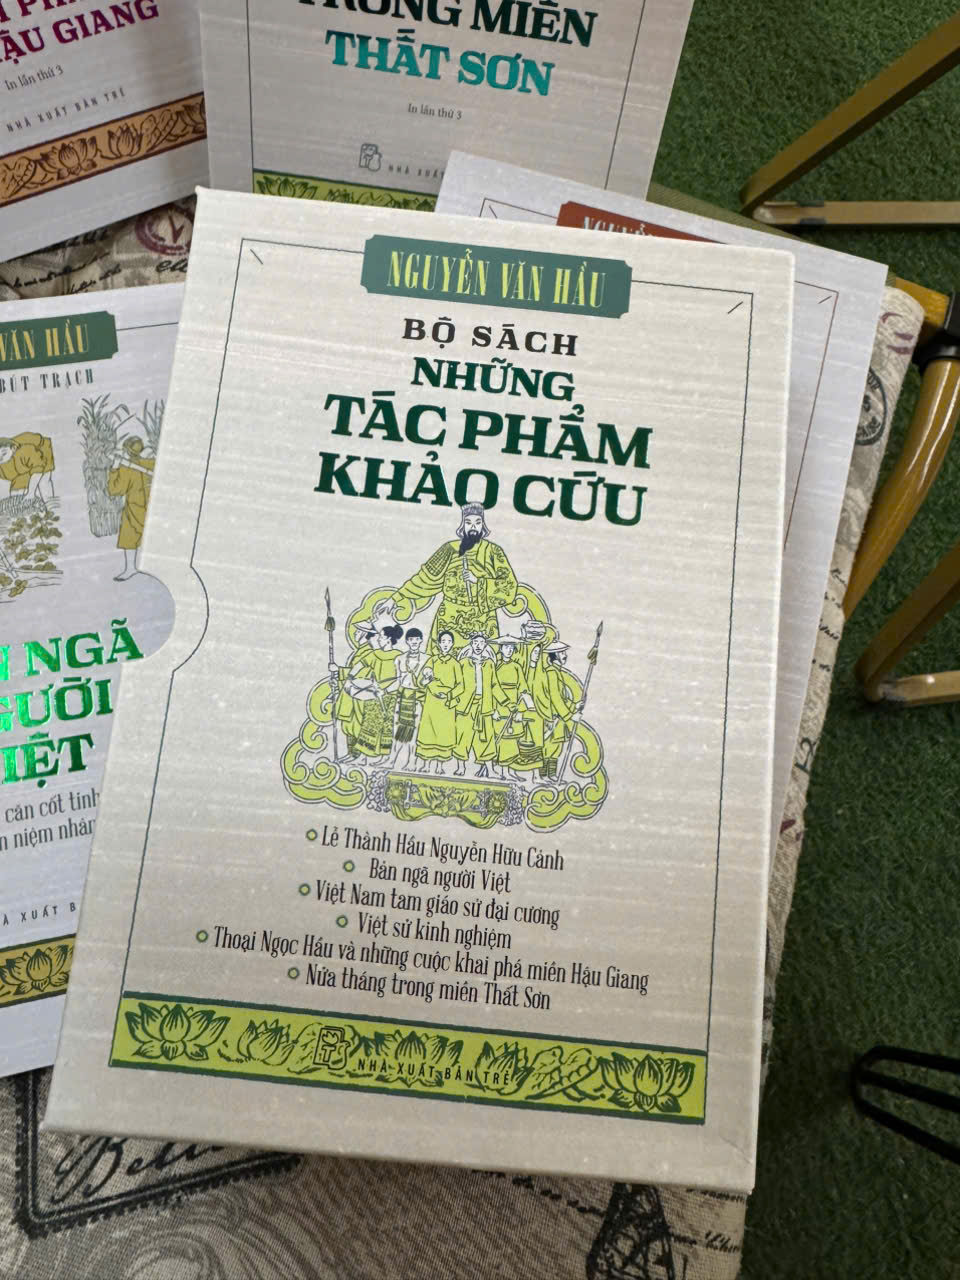 ẬU GIANG
In lần thứ 3
NHÀ XUẤT BẢN TRẺ
TRONG MIỀN
THẤT SƠN
In lần thứ 3
NHÀ XUẤT BẢN
NGUYỄN VĂN HẦU
BỘ SÁCH
NHỮNG
TÁC PHẨM
KHẢO CỨU
Lễ Thành Hầu Nguyễn Hữu Cảnh
Bản ngã người Việt
Việt Nam tam giáo sử đại cương
Việt sử kinh nghiệm
Thoại Ngọc Hầu và những cuộc khai phá miền Hậu Giang
Nửa tháng trong miền Thất Sơn
NHÀ XUẤT BẢN TRẺ
VĂN HẦU
BÚT TRẠCH
NGÃ
GƯỜI
IỆT
căn cốt tính
n niệm nhân
À XUẤT B